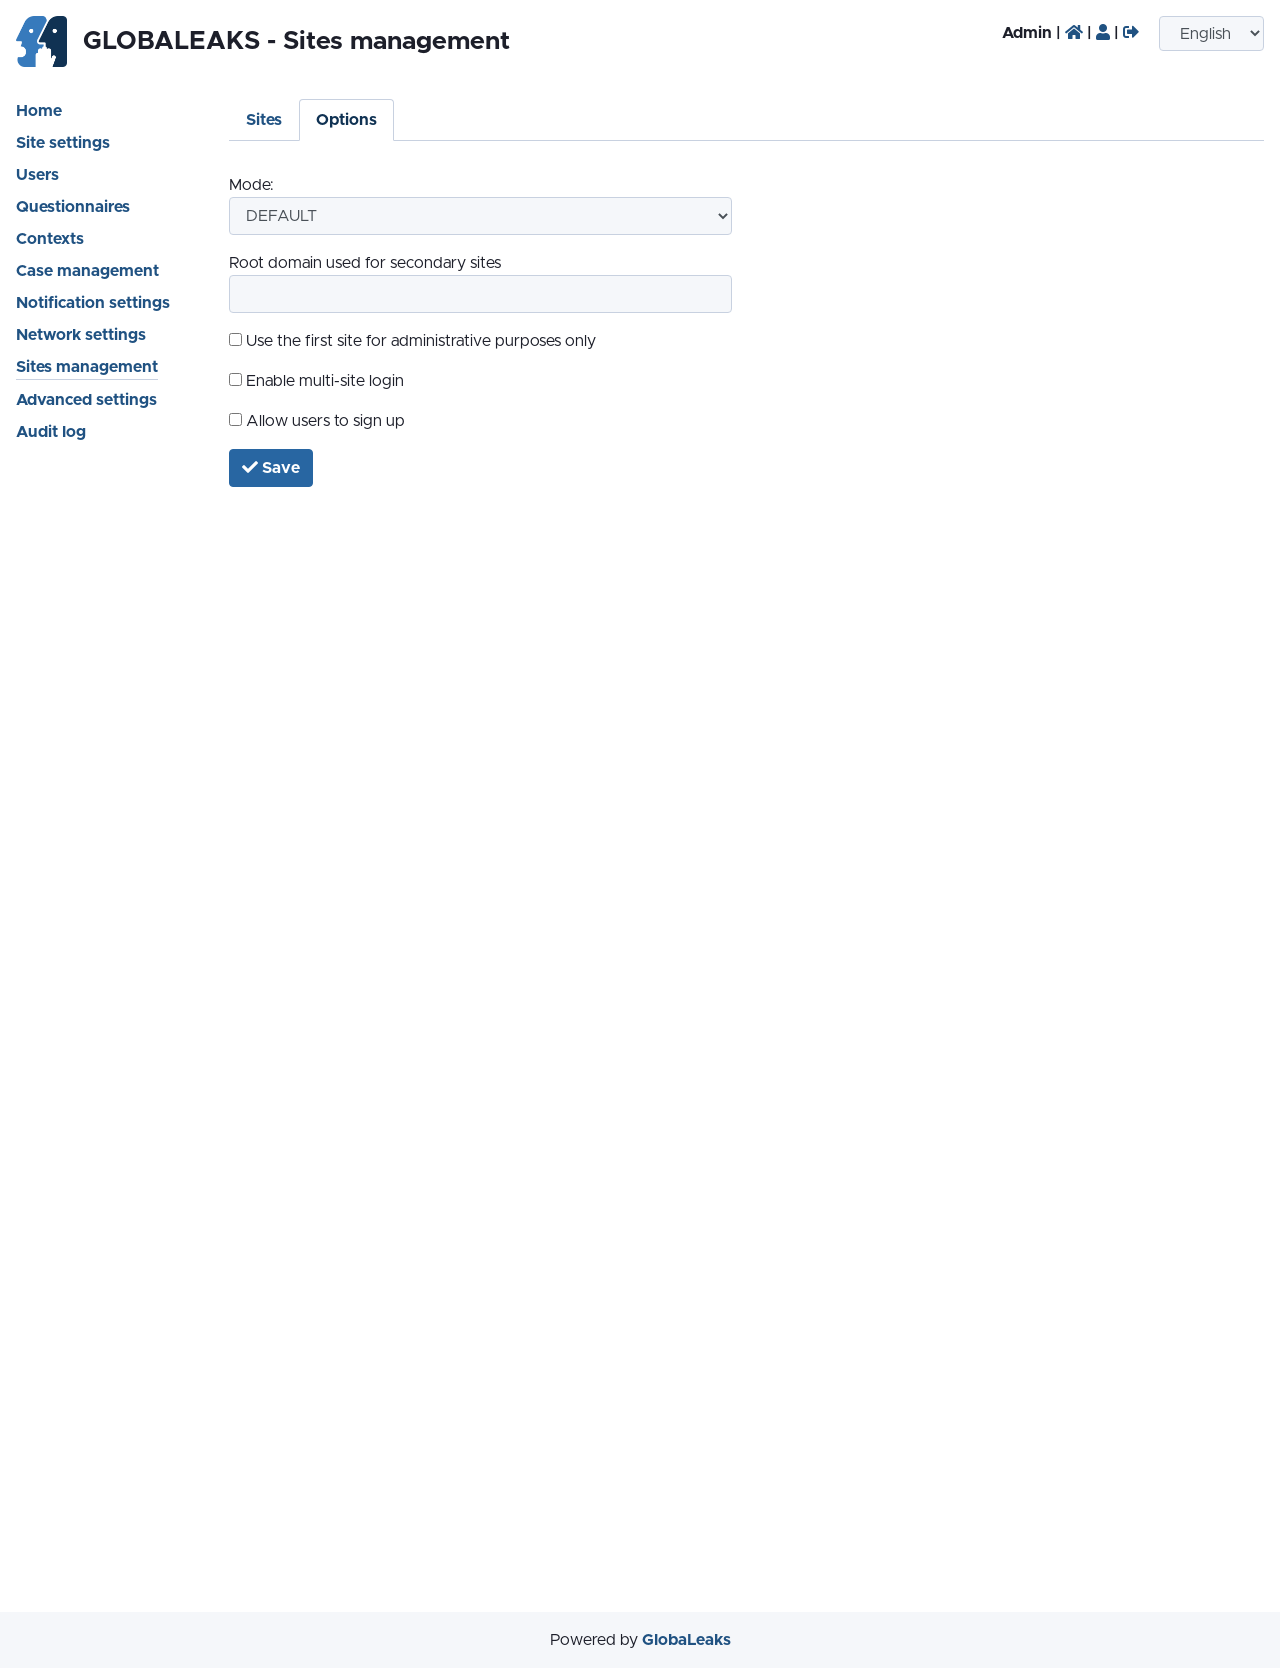 GLOBALEAKS - Sites management
Admin | | |
English
Home
Site settings
Users
Questionnaires
Contexts
Case management
Notification settings
Network settings
Sites management
Advanced settings
Audit log
Sites
Options
Mode:
DEFAULT
Root domain used for secondary sites
Use the first site for administrative purposes only
Enable multi-site login
Allow users to sign up
Save
Powered by GlobaLeaks